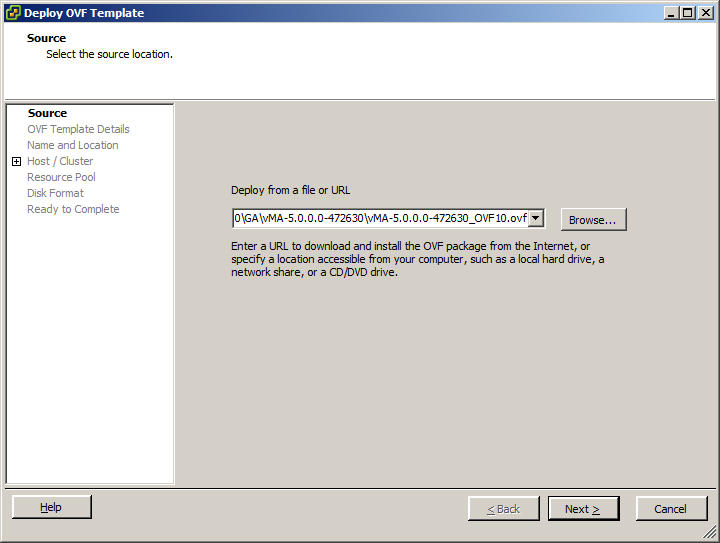 Deploy OVF Template
Source
Select the source location.
Source
OVF Template Details
Name and Location
Host / Cluster
Resource Pool
Disk Format
Ready to Complete
Deploy from a file or URL
0\GA\vMA-5.0.0.0-472630\vMA-5.0.0.0-472630_OVF10.ovf
Browse...
Enter a URL to download and install the OVF package from the Internet, or
specify a location accessible from your computer, such as a local hard drive, a
network share, or a CD/DVD drive.
Help
< Back
Next >
Cancel